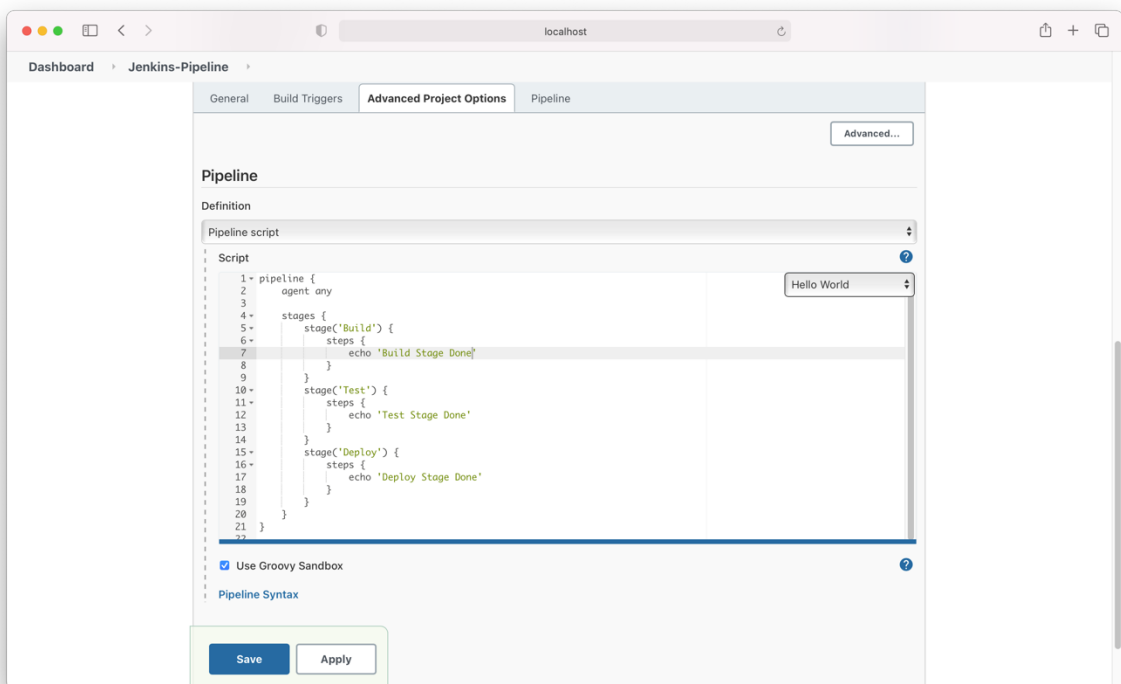 localhost
Dashboard Jenkins-Pipeline
General Build Triggers Advanced Project Options Pipeline
Advanced...
Pipeline
Definition
Pipeline script
Script
Hello World
1 pipeline {
2     agent any
3
4     stages {
5         stage('Build') {
6             steps {
7                 echo 'Build Stage Done'
8             }
9         }
10         stage('Test') {
11             steps {
12                 echo 'Test Stage Done'
13             }
14         }
15         stage('Deploy') {
16             steps {
17                 echo 'Deploy Stage Done'
18             }
19         }
20     }
21 }
22
Use Groovy Sandbox
Pipeline Syntax
Save Apply